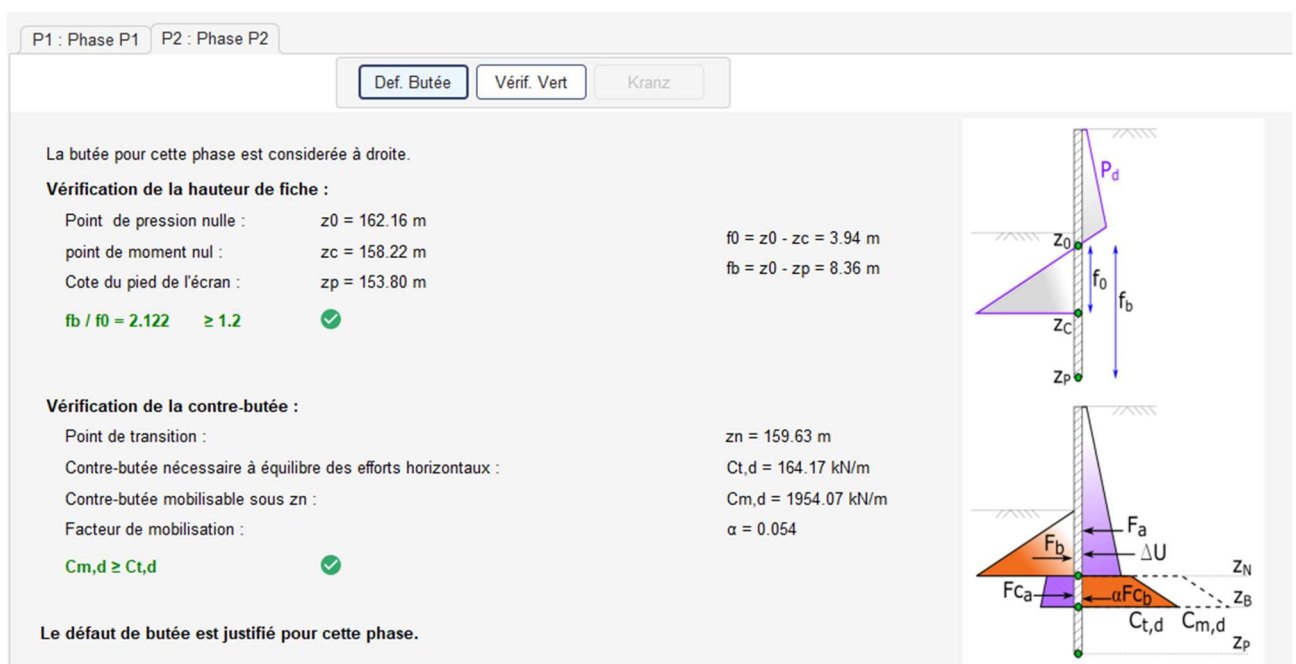 P1 : Phase P1 P2 : Phase P2
Def. Butée Vérif. Vert Kranz
La butée pour cette phase est considerée à droite.
Vérification de la hauteur de fiche :
Point de pression nulle : z0 = 162.16 m
point de moment nul : zc = 158.22 m
Cote du pied de l'écran : zp = 153.80 m
f0 = z0 - zc = 3.94 m
fb = z0 - zp = 8.36 m
fb / f0 = 2.122 ≥ 1.2
Pd
z0
f0
fb
zC
zP
Vérification de la contre-butée :
Point de transition : zn = 159.63 m
Contre-butée nécessaire à équilibre des efforts horizontaux : Ct,d = 164.17 kN/m
Contre-butée mobilisable sous zn : Cm,d = 1954.07 kN/m
Facteur de mobilisation : α = 0.054
Cm,d ≥ Ct,d
Le défaut de butée est justifié pour cette phase.
Fa
Fb
ΔU
zN
Fca αFcb zB
Ct,d Cm,d
zP